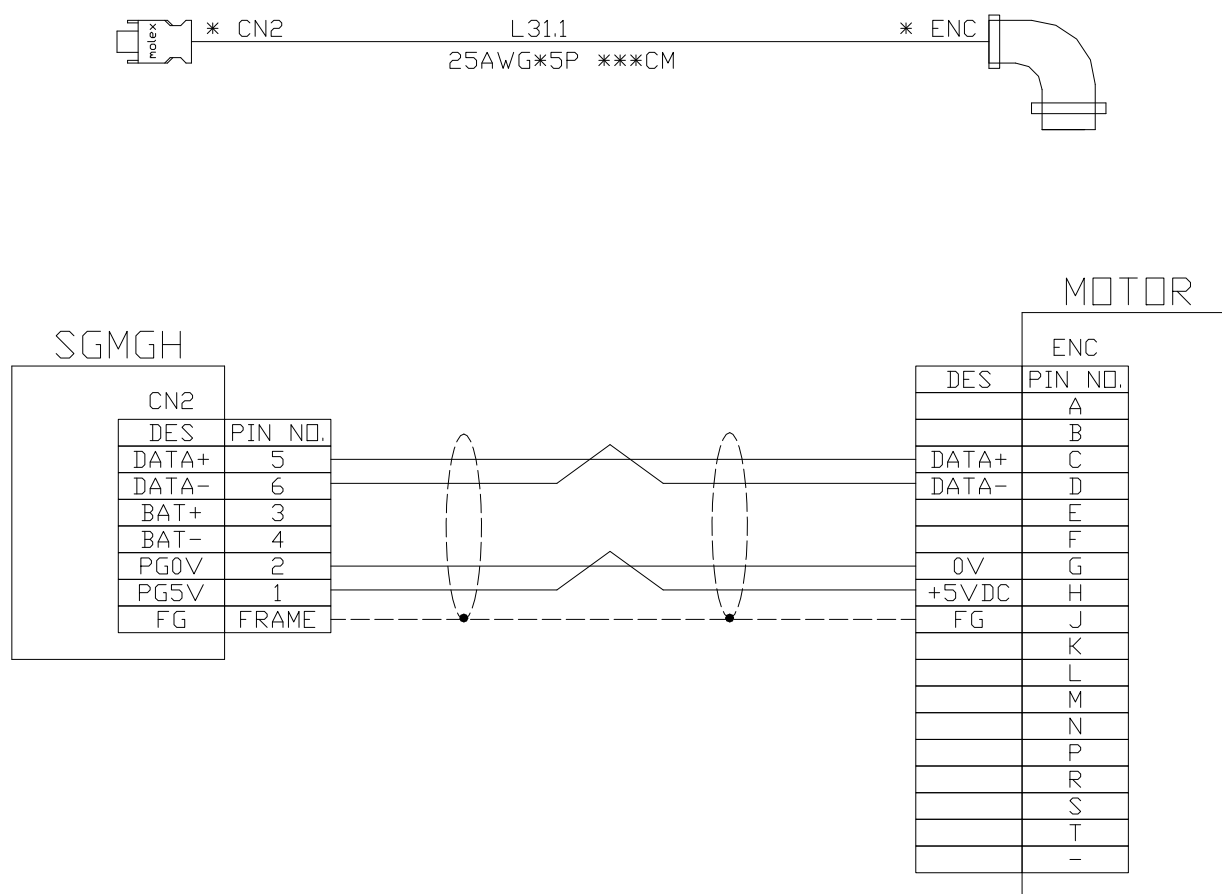 molex
* CN2 L31.1 * ENC
25AWG*5P ***CM
MOTOR
SGMGH
ENC
CN2
DES PIN NO.
DES PIN NO.
A
B
DATA+ 5 DATA+ C
DATA- 6 DATA- D
BAT+ 3 E
BAT- 4 F
PG0V 2 0V G
PG5V 1 +5VDC H
FG FRAME FG J
K
L
M
N
P
R
S
T
-